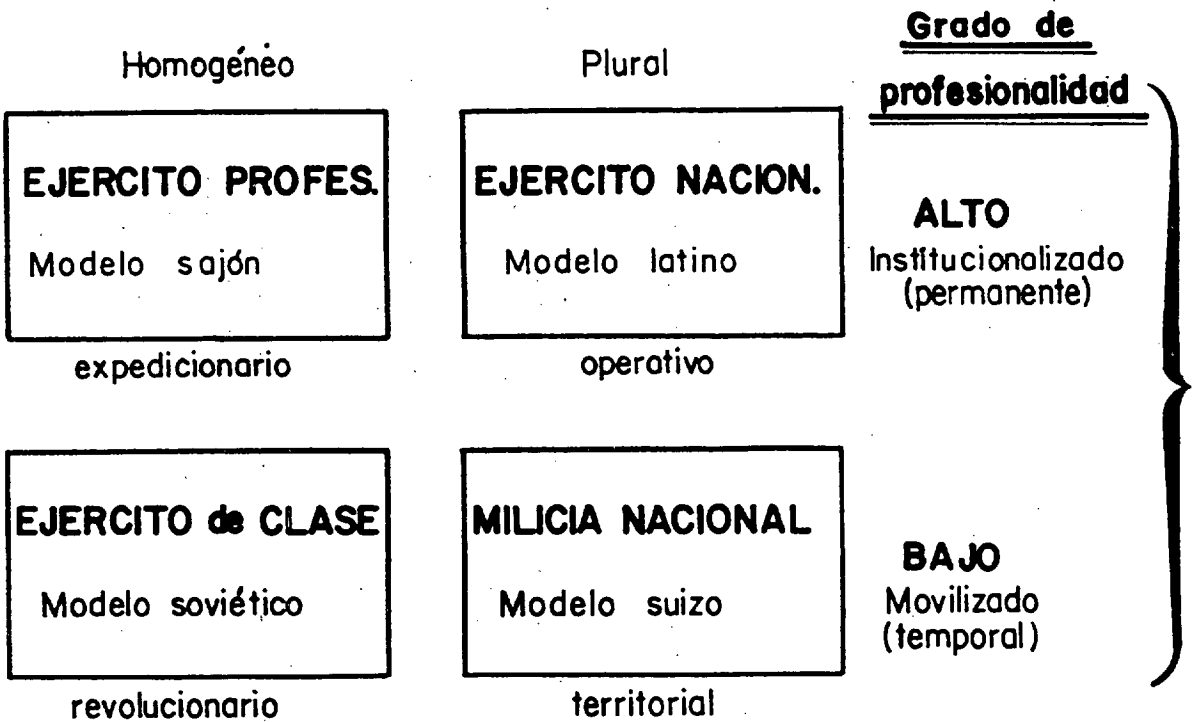 Homogéneo
Plural
Grado de
profesionalidad
EJERCITO PROFES.
Modelo sajón
expedicionario
EJERCITO NACION.
Modelo latino
operativo
ALTO
Institucionalizado
(permanente)
EJERCITO de CLASE
Modelo soviético
revolucionario
MILICIA NACIONAL
Modelo suizo
territorial
BAJO
Movilizado
(temporal)